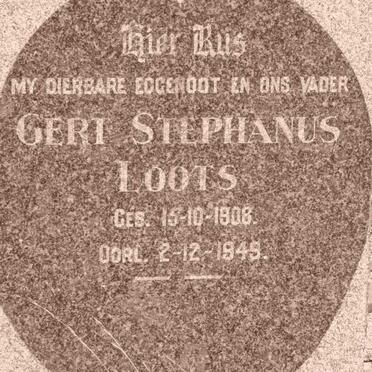 Hier Rus
MY DIERBARE EGGENOOT EN ONS VADER
GERT STEPHANUS
LOOTS
GEB. 15-10-1908.
OORL. 2-12-1949.